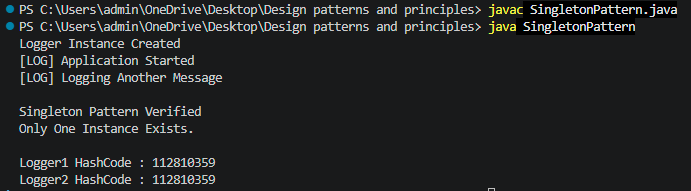 PS C:\Users\admin\OneDrive\Desktop\Design patterns and principles> javac SingletonPattern.java
PS C:\Users\admin\OneDrive\Desktop\Design patterns and principles> java SingletonPattern
Logger Instance Created
[LOG] Application Started
[LOG] Logging Another Message
Singleton Pattern Verified
Only One Instance Exists.
Logger1 HashCode : 112810359
Logger2 HashCode : 112810359